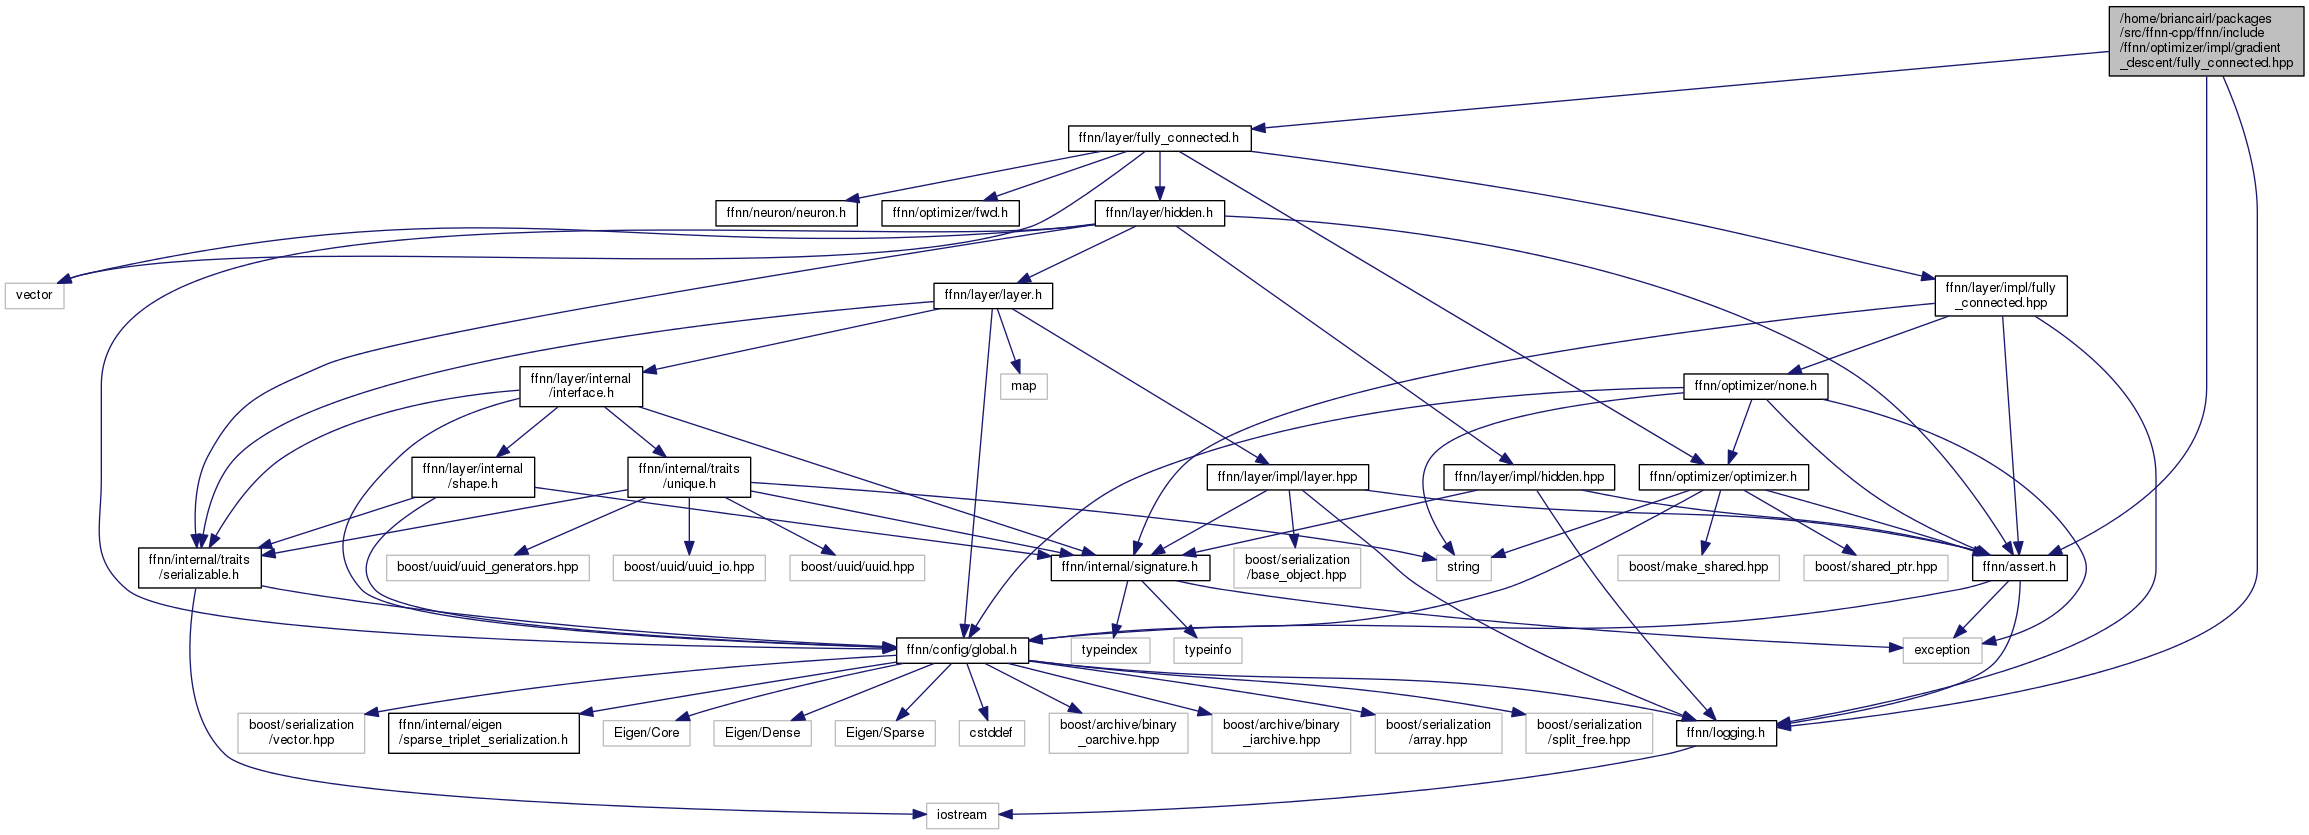 /home/briancairl/packages
/src/ffnn-cpp/ffnn/include
/ffnn/optimizer/impl/gradient
_descent/fully_connected.hpp
ffnn/layer/fully_connected.h
ffnn/neuron/neuron.h
ffnn/optimizer/fwd.h
ffnn/layer/hidden.h
vector
ffnn/layer/layer.h
ffnn/layer/impl/fully
_connected.hpp
ffnn/layer/internal
/interface.h
map
ffnn/optimizer/none.h
ffnn/layer/internal
/shape.h
ffnn/internal/traits
/unique.h
ffnn/layer/impl/layer.hpp
ffnn/layer/impl/hidden.hpp
ffnn/optimizer/optimizer.h
ffnn/internal/traits
/serializable.h
boost/uuid/uuid_generators.hpp
boost/uuid/uuid_io.hpp
boost/uuid/uuid.hpp
ffnn/internal/signature.h
boost/serialization
/base_object.hpp
string
boost/make_shared.hpp
boost/shared_ptr.hpp
ffnn/assert.h
ffnn/config/global.h
typeindex
typeinfo
exception
boost/serialization
/vector.hpp
ffnn/internal/eigen
/sparse_triplet_serialization.h
Eigen/Core
Eigen/Dense
Eigen/Sparse
cstddef
boost/archive/binary
_oarchive.hpp
boost/archive/binary
_iarchive.hpp
boost/serialization
/array.hpp
boost/serialization
/split_free.hpp
ffnn/logging.h
iostream